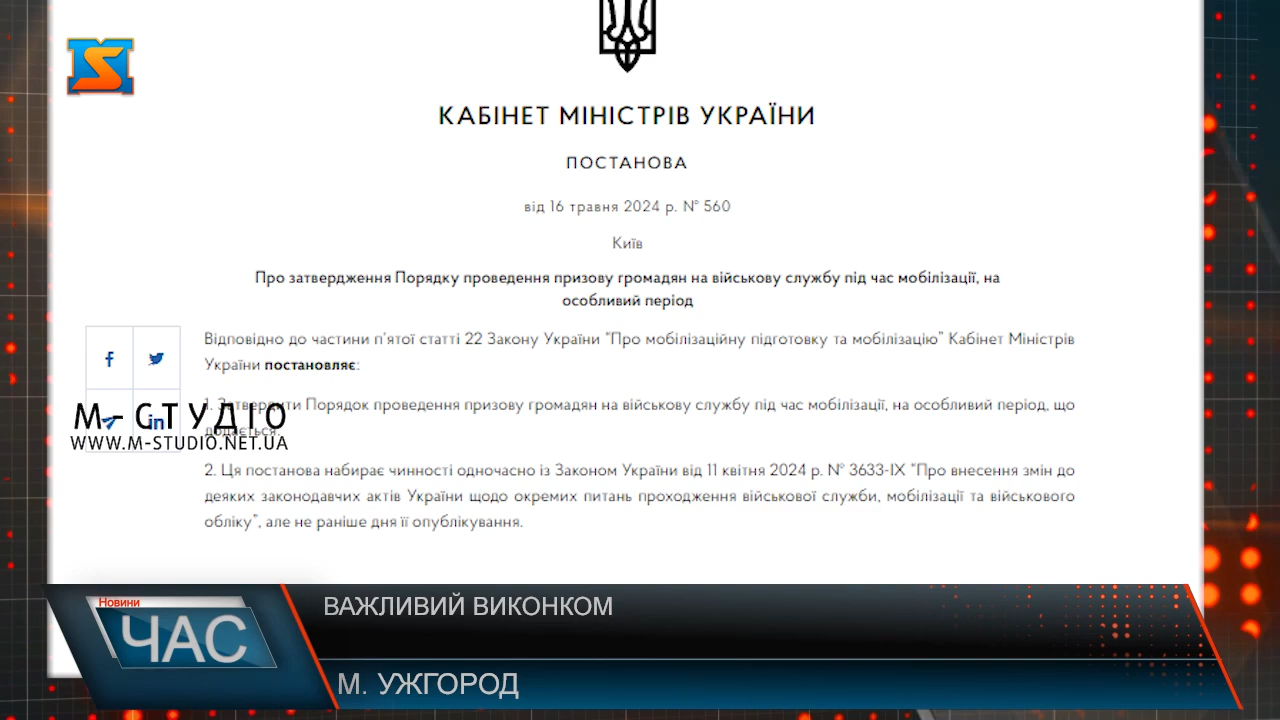 КАБІНЕТ МІНІСТРІВ УКРАЇНИ
ПОСТАНОВА
від 16 травня 2024 р. № 560
Київ
Про затвердження Порядку проведення призову громадян на військову службу під час мобілізації, на
особливий період
Відповідно до частини п’ятої статті 22 Закону України “Про мобілізаційну підготовку та мобілізацію” Кабінет Міністрів
України постановляє:
1. Затвердити Порядок проведення призову громадян на військову службу під час мобілізації, на особливий період, що
додається.
М-СТУДІО
WWW.M-STUDIO.NET.UA
2. Ця постанова набирає чинності одночасно із Законом України від 11 квітня 2024 р. № 3633-IX “Про внесення змін до
деяких законодавчих актів України щодо окремих питань проходження військової служби, мобілізації та військового
обліку”, але не раніше дня її опублікування.
Новини
ЧАС
ВАЖЛИВИЙ ВИКОНКОМ
М. УЖГОРОД